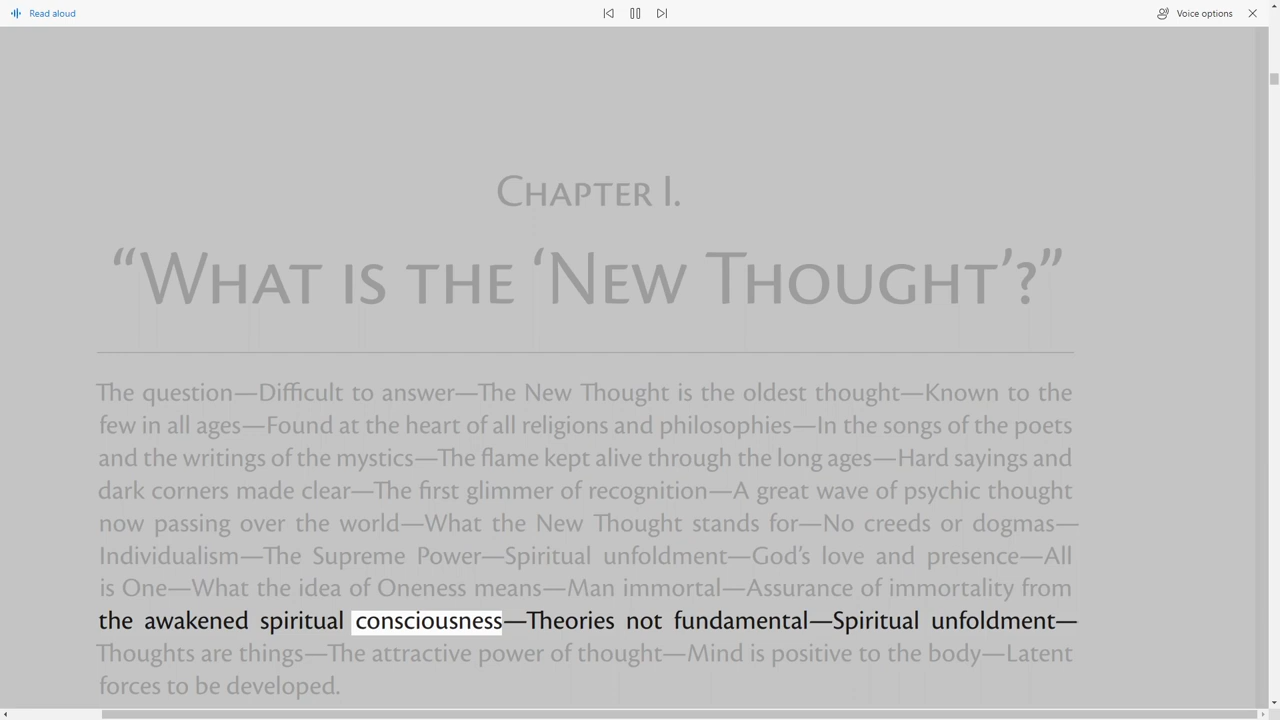 Read aloud
Voice options
Chapter I.
“What is the ‘New Thought’?”
The question—Difficult to answer—The New Thought is the oldest thought—Known to the
few in all ages—Found at the heart of all religions and philosophies—In the songs of the poets
and the writings of the mystics—The flame kept alive through the long ages—Hard sayings and
dark corners made clear—The first glimmer of recognition—A great wave of psychic thought
now passing over the world—What the New Thought stands for—No creeds or dogmas—
Individualism—The Supreme Power—Spiritual unfoldment—God’s love and presence—All
is One—What the idea of Oneness means—Man immortal—Assurance of immortality from
the awakened spiritual consciousness—Theories not fundamental—Spiritual unfoldment—
Thoughts are things—The attractive power of thought—Mind is positive to the body—Latent
forces to be developed.